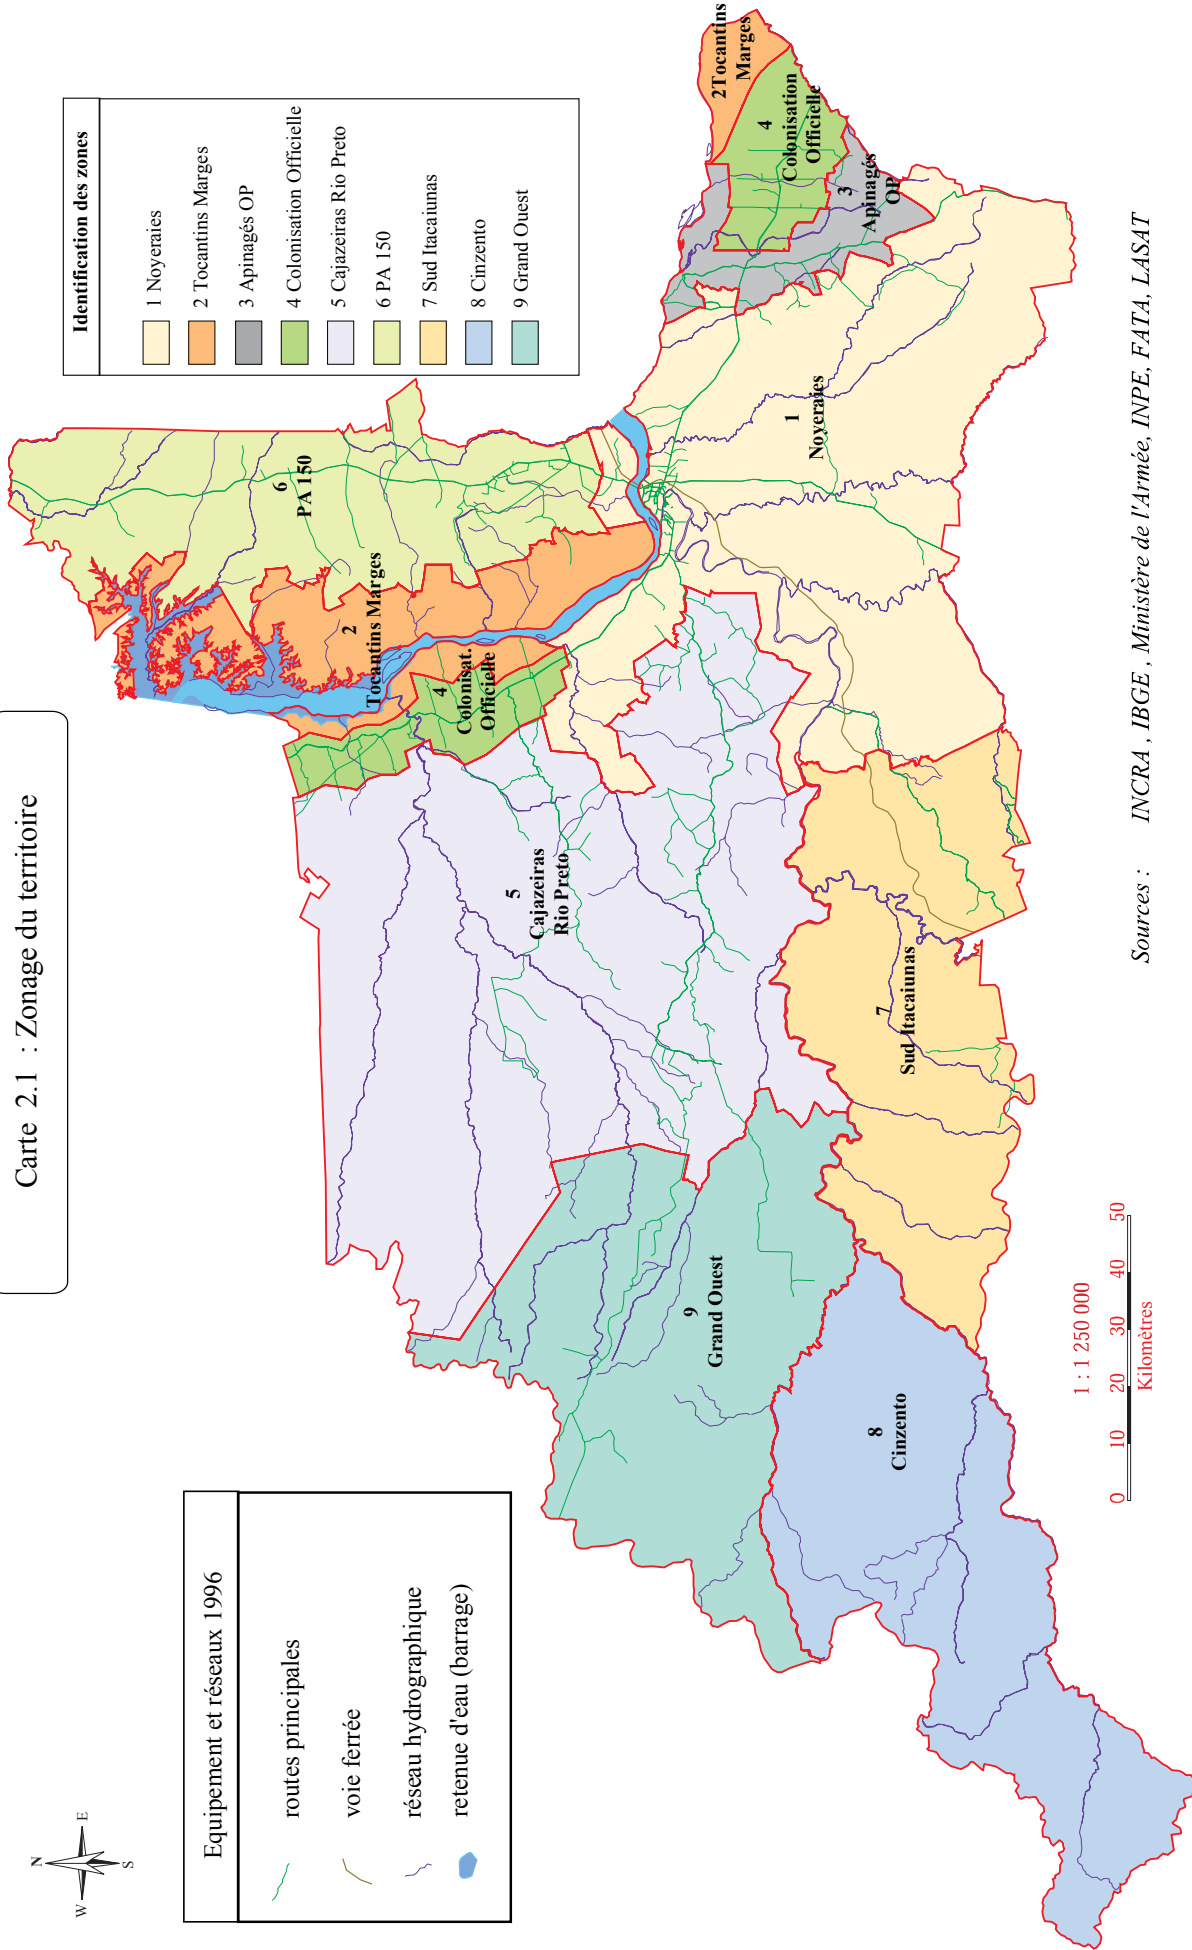 Carte 2.1 : Zonage du territoire
N
W
E
S
Equipement et réseaux 1996
routes principales
voie ferrée
réseau hydrographique
retenue d'eau (barrage)
Identification des zones
1 Noyeraies
2 Tocantins Marges
3 Apinagés OP
4 Colonisation Officielle
5 Cajazeiras Rio Preto
6 PA 150
7 Sud Itacaiunas
8 Cinzento
9 Grand Ouest
6
PA 150
2
Tocantins Marges
4
Colonisat.
Officielle
5
Cajazeiras
Rio Preto
2Tocantins
Marges
4
Colonisation
Officielle
3
Apinagés
OP
1
Noyeraies
9
Grand Ouest
7
Sud Itacaiunas
8
Cinzento
1 : 1 250 000
0 10 20 30 40 50
Kilomètres
Sources : INCRA , IBGE , Ministère de l'Armée, INPE, FATA, LASAT